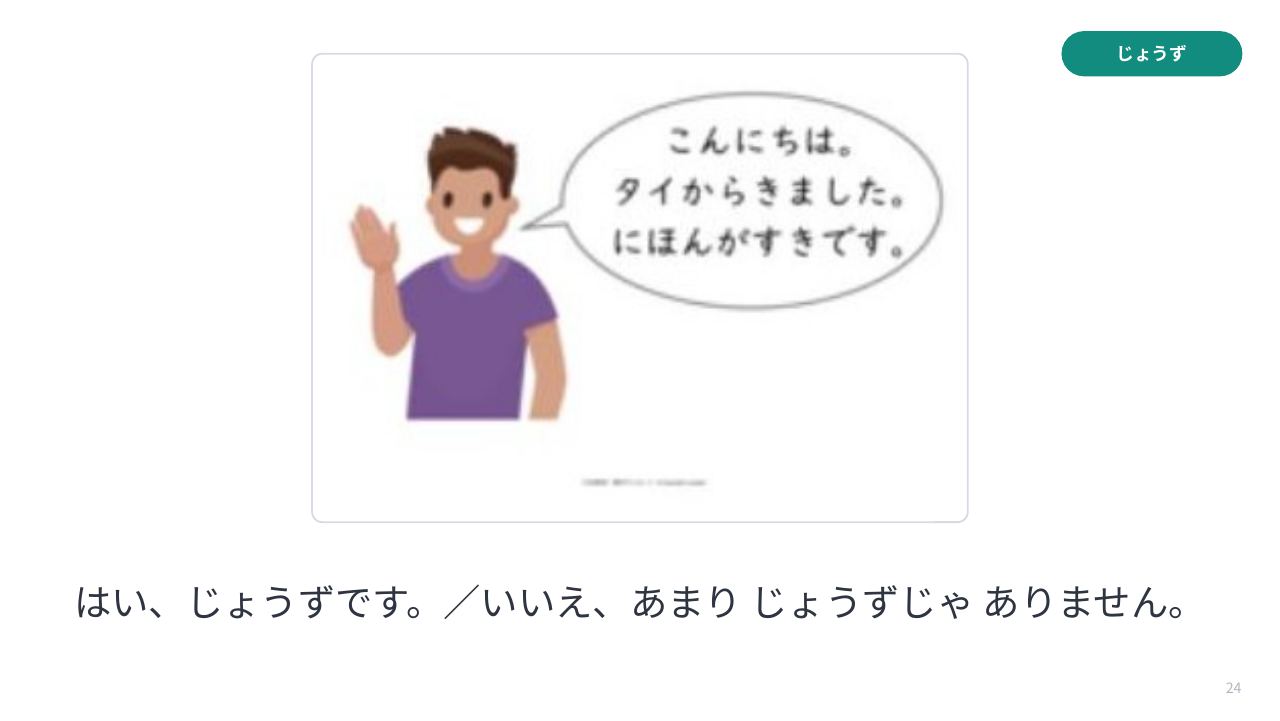 じょうず
こんにちは。
タイからきました。
にほんがすきです。
はい、じょうずです。／いいえ、あまり じょうずじゃ ありません。
24